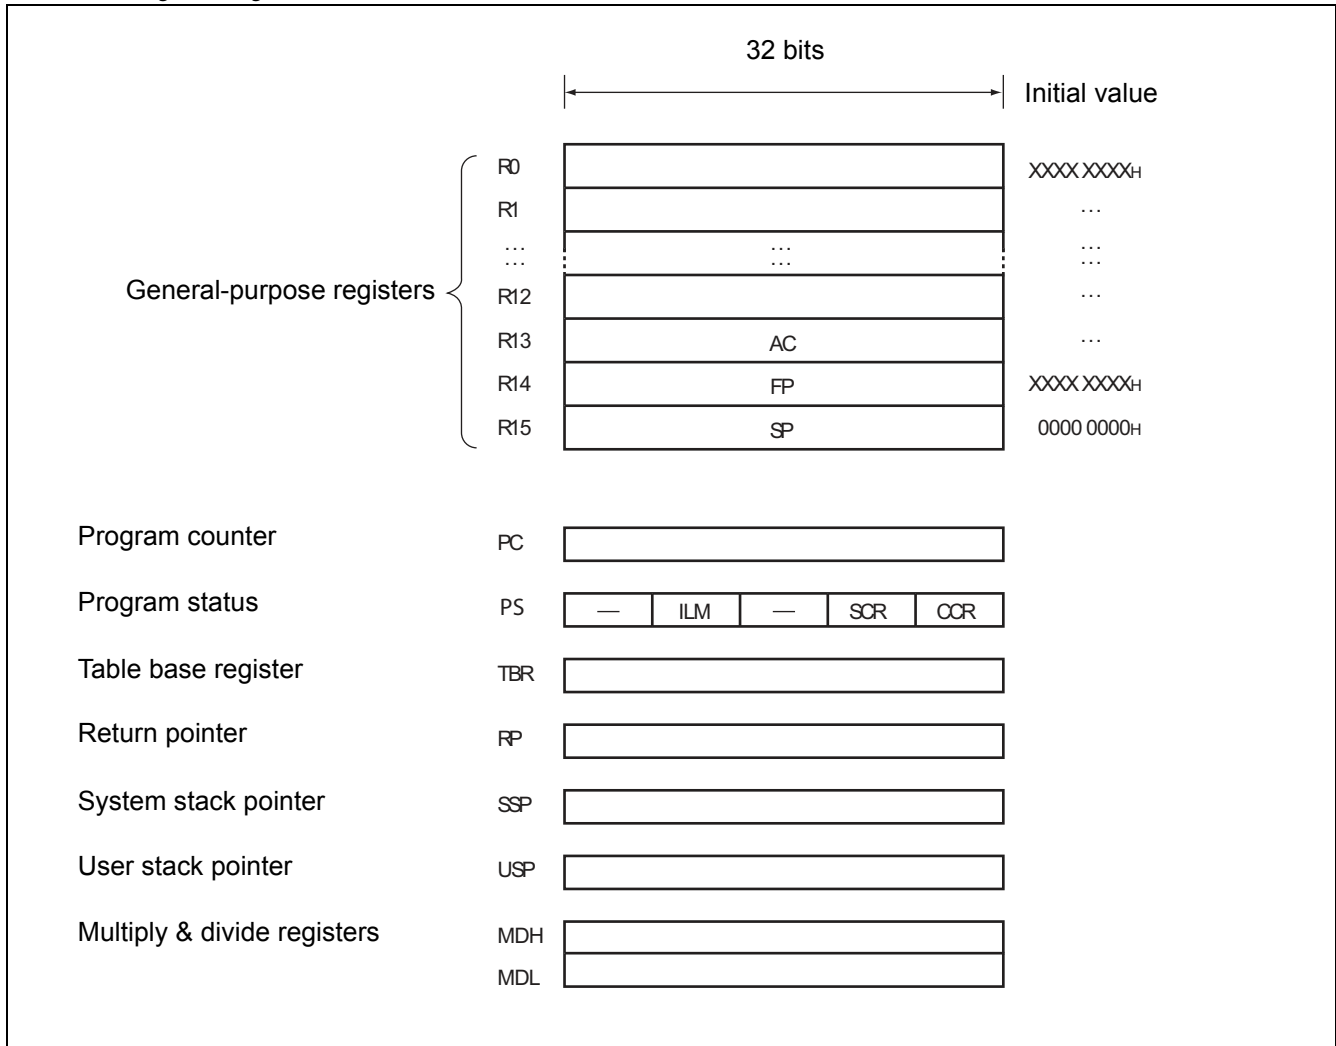 32 bits
Initial value
R0 XXXX XXXXH
R1 ...
... ... ...
... ... ...
General-purpose registers
R12 ...
R13 AC ...
R14 FP XXXX XXXXH
R15 SP 0000 0000H
Program counter PC
Program status PS — ILM — SCR CCR
Table base register TBR
Return pointer RP
System stack pointer SSP
User stack pointer USP
Multiply & divide registers MDH
MDL